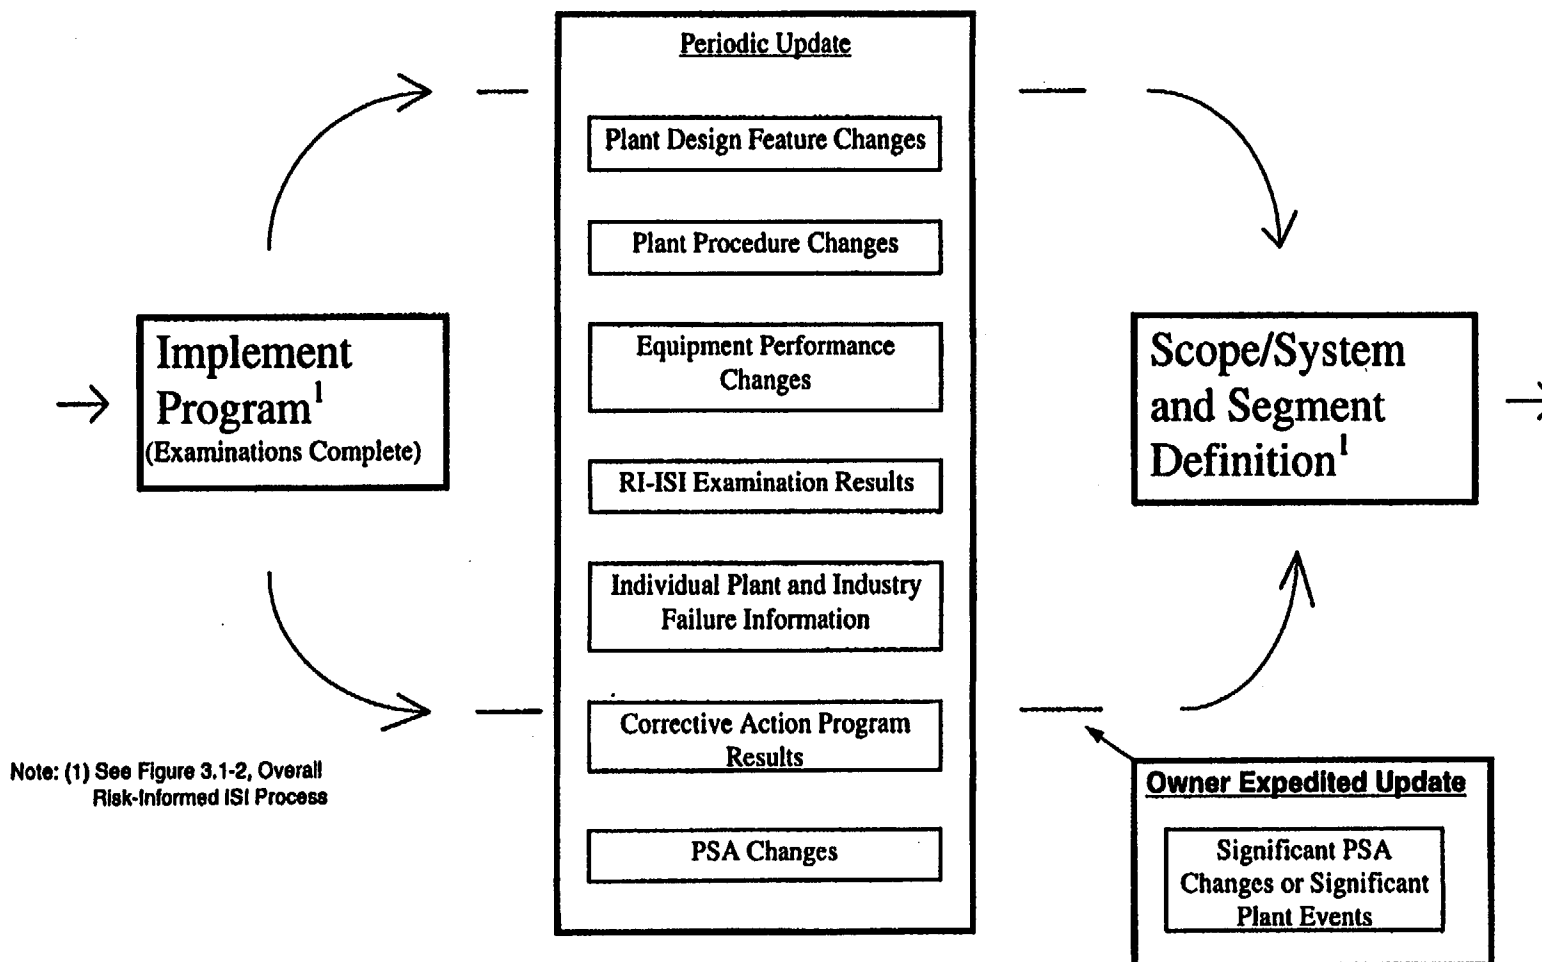 Periodic Update
Plant Design Feature Changes
Plant Procedure Changes
Equipment Performance
Changes
RI-ISI Examination Results
Individual Plant and Industry
Failure Information
Corrective Action Program
Results
PSA Changes
Implement
Program¹
(Examinations Complete)
Scope/System
and Segment
Definition¹
Note: (1) See Figure 3.1-2, Overall
Risk-Informed ISI Process
Owner Expedited Update
Significant PSA
Changes or Significant
Plant Events